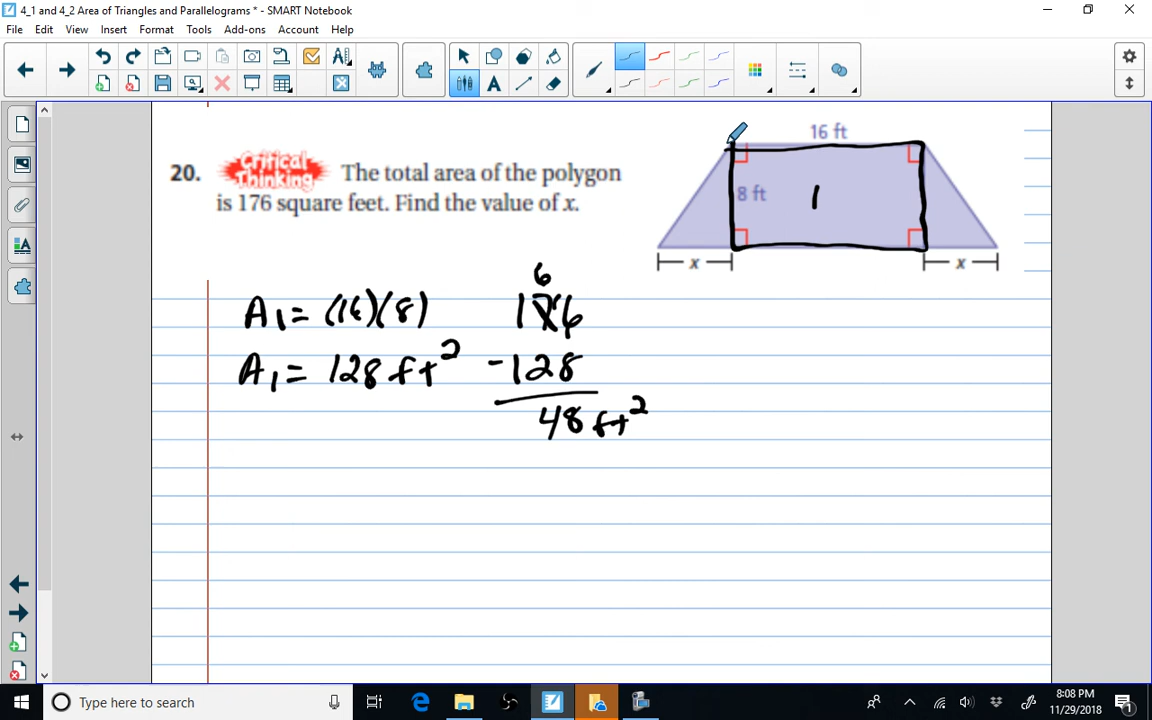 4_1 and 4_2 Area of Triangles and Parallelograms * - SMART Notebook
File Edit View Insert Format Tools Add-ons Account Help
20. Critical Thinking The total area of the polygon
is 176 square feet. Find the value of x.
16 ft
8 ft
1
x x
A1 = (16)(8)
A1 = 128 ft²
6
176
-128
48 ft²
Type here to search
8:08 PM
11/29/2018
1